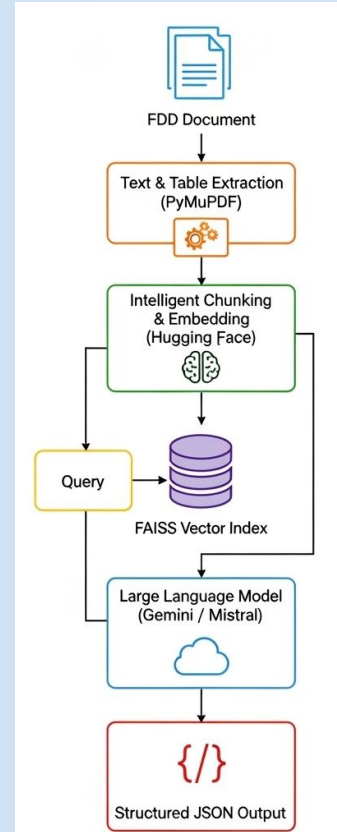 FDD Document
Text & Table Extraction
(PyMuPDF)
Intelligent Chunking
& Embedding
(Hugging Face)
Query
FAISS Vector Index
Large Language Model
(Gemini / Mistral)
{/}
Structured JSON Output